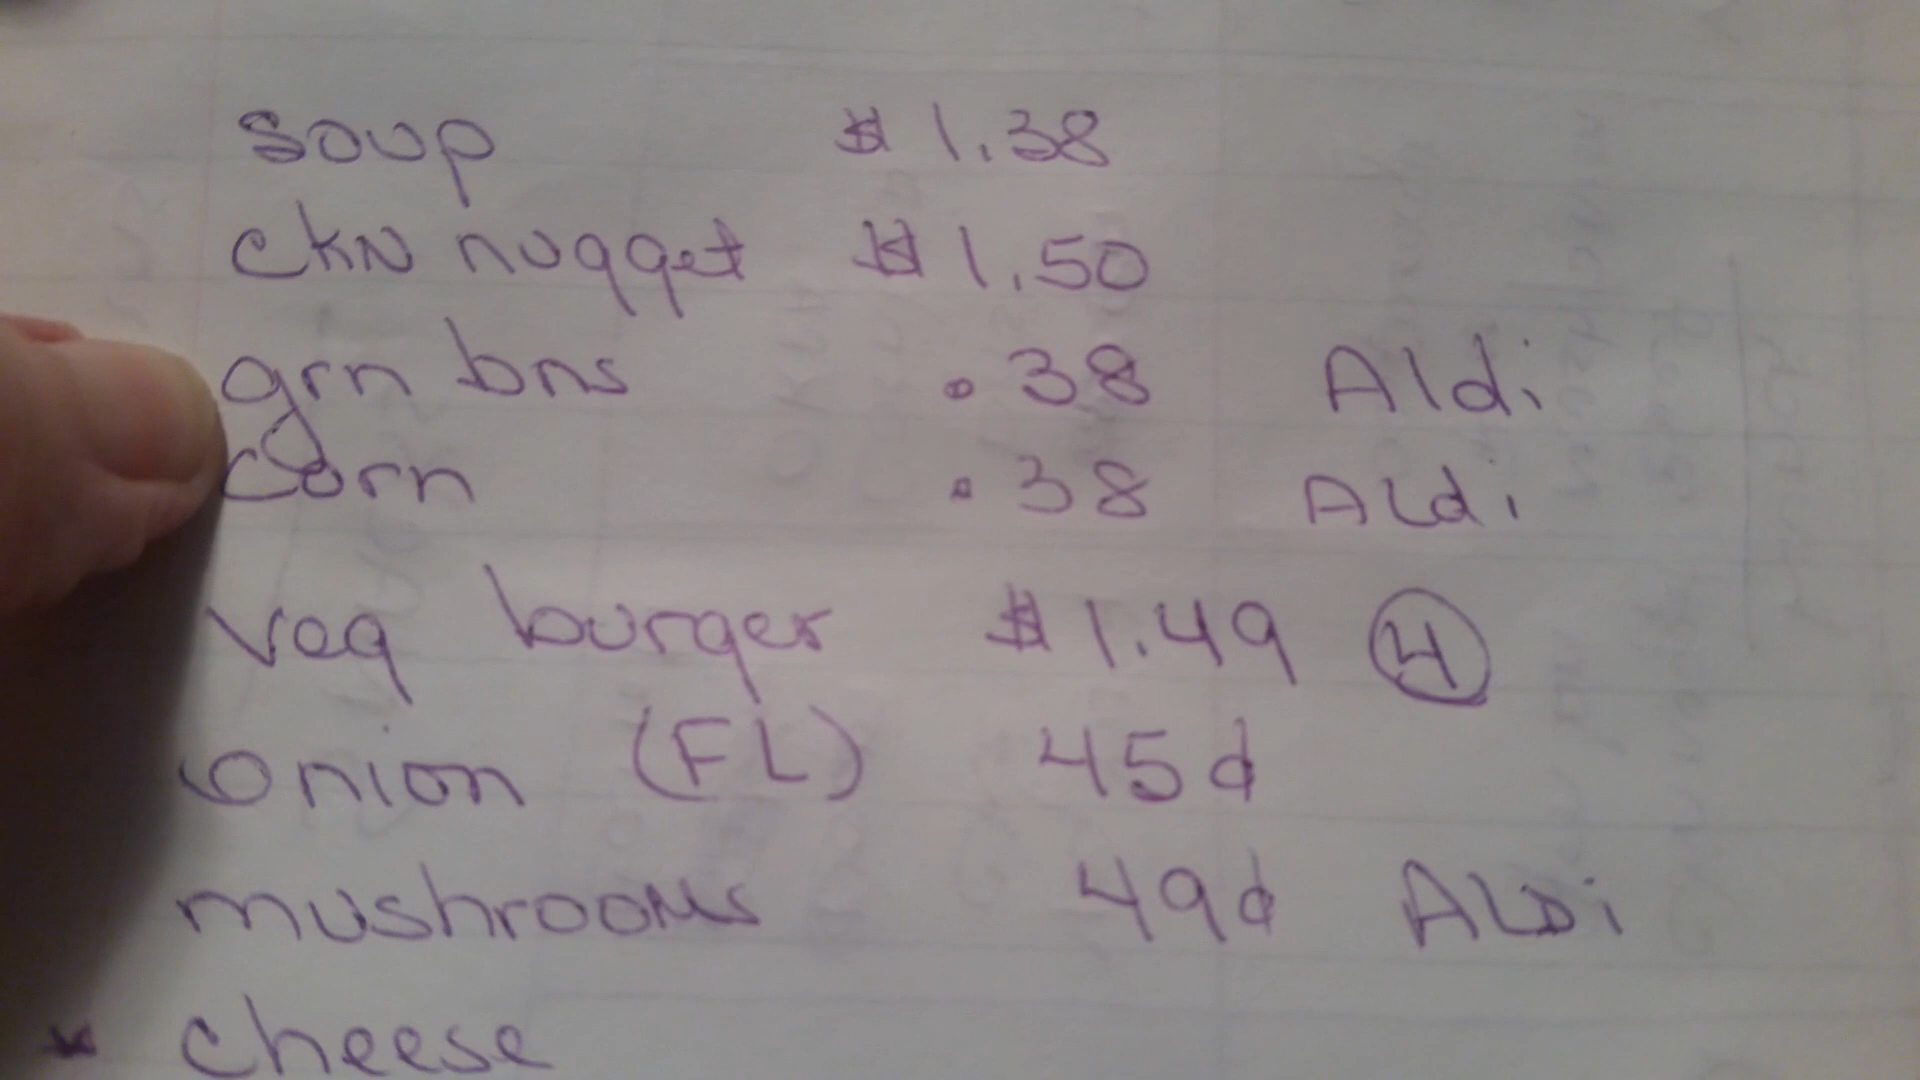 Soup $1.38
CKN nugget $1.50
grn bns .38 Aldi
Corn .38 Aldi
Veg burger $1.49 4
Onion (FL) 45¢
mushrooms 49¢ ALDi
* cheese